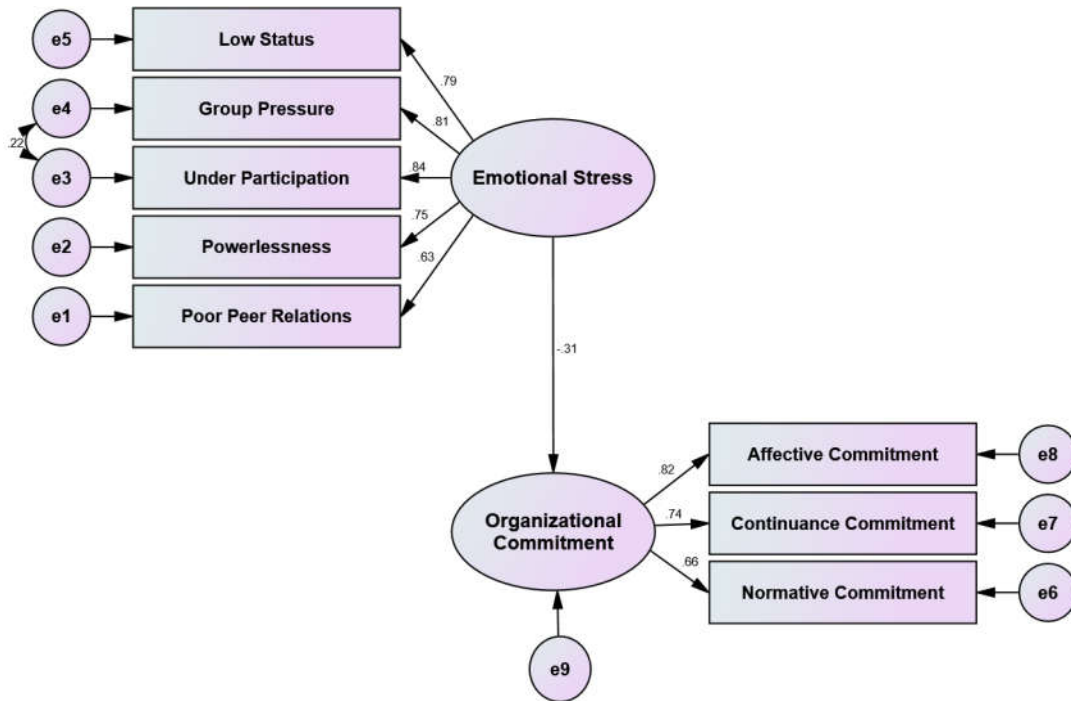 e5
Low Status
.79
e4
Group Pressure
.81
.22
e3
Under Participation
.84
Emotional Stress
e2
Powerlessness
.75
e1
Poor Peer Relations
.63
-.31
Organizational
Commitment
.82
Affective Commitment
e8
.74
Continuance Commitment
e7
.66
Normative Commitment
e6
e9